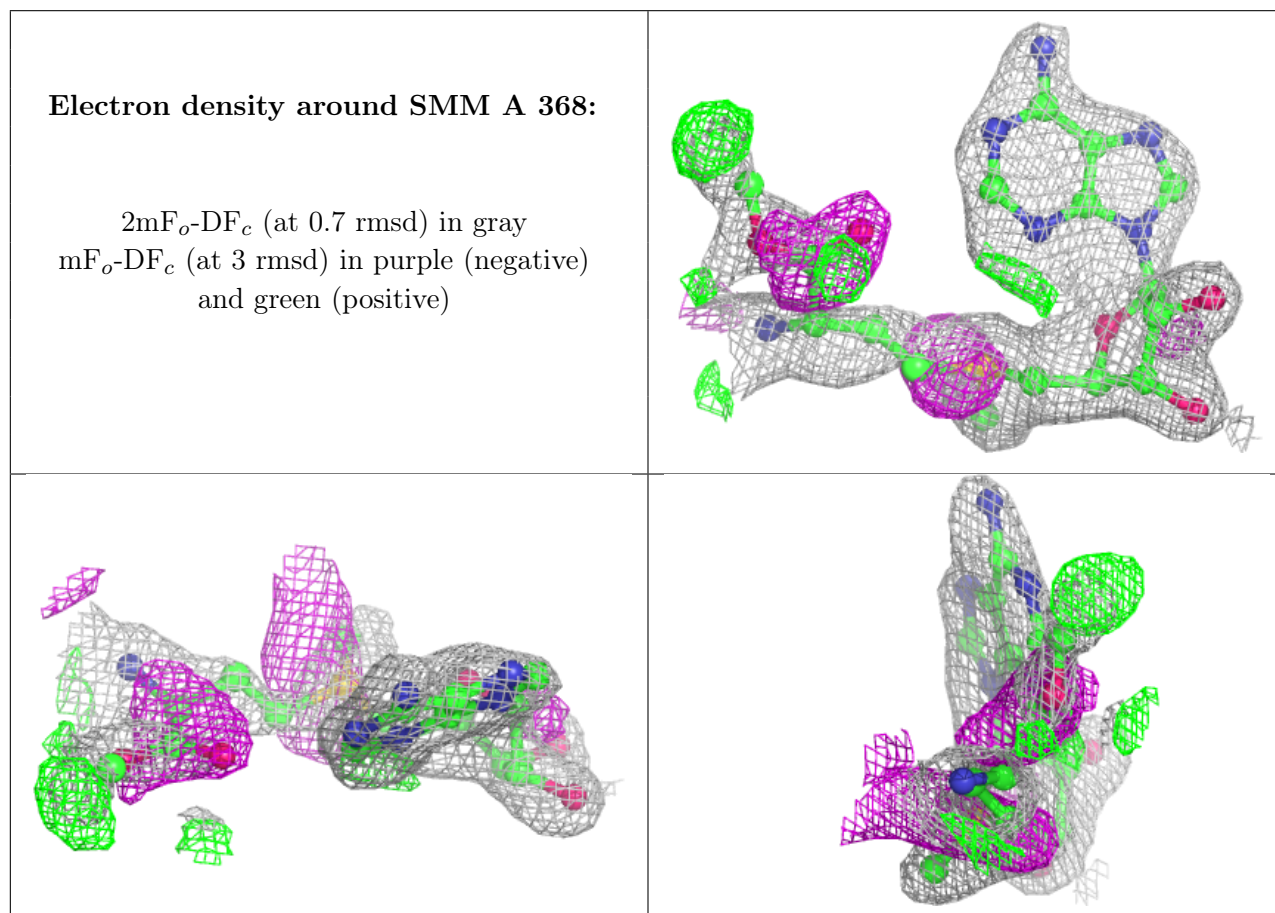 Electron density around SMM A 368:
2mFo-DFc (at 0.7 rmsd) in gray
mFo-DFc (at 3 rmsd) in purple (negative)
and green (positive)